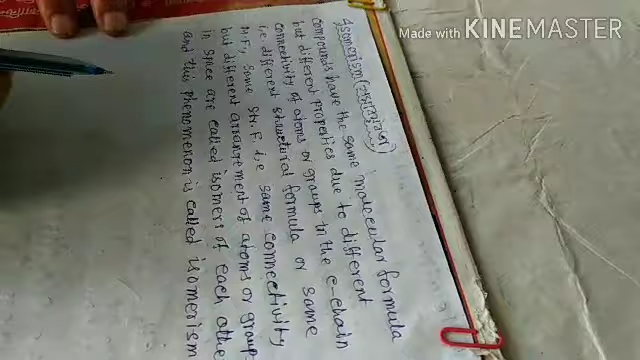 Made with KINEMASTER
Isomerism (समावयवता)
compounds have the same molecular formula
but different properties due to different
connectivity of atoms or groups in the c-chain
i.e different structural formula or same
M.F, same Str.F. i.e same connectivity
but different arrangement of atoms or group
in space are called isomers of each othe
and this phenomenon is called isomerism